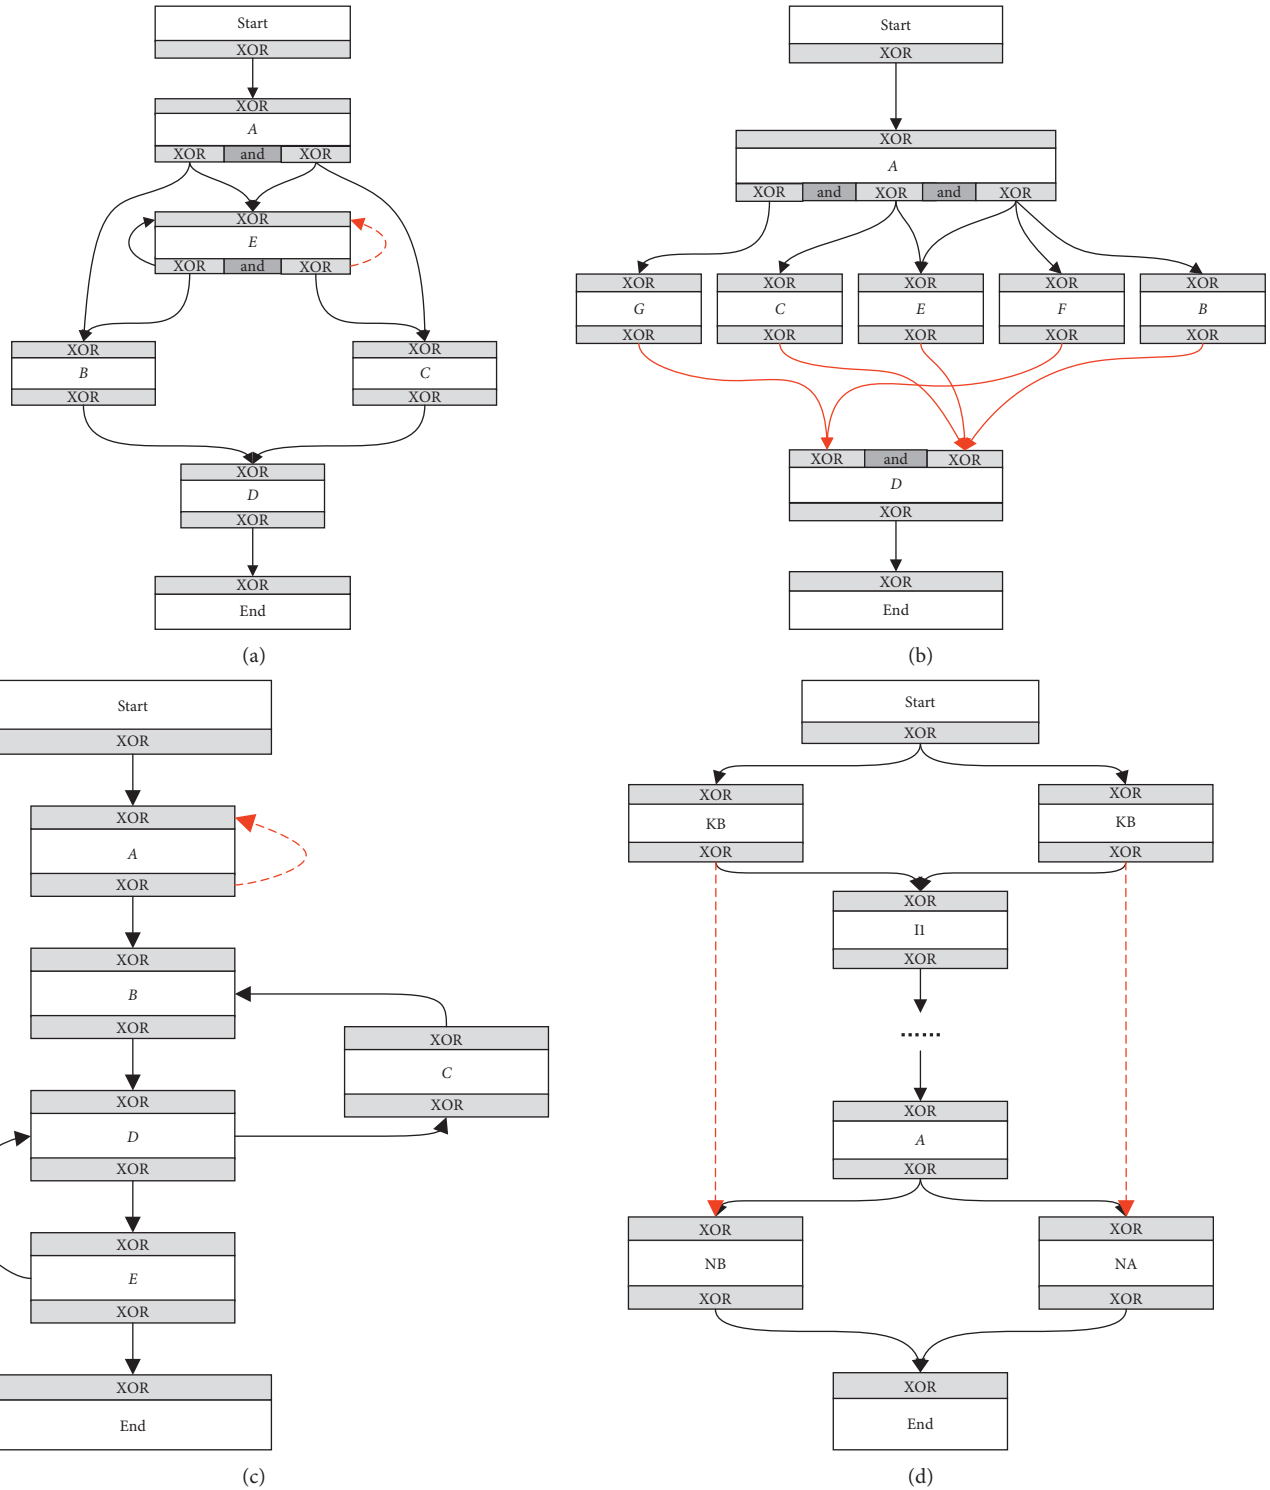 Start
XOR
XOR
A
XOR and XOR
XOR
E
XOR and XOR
XOR
B
XOR
XOR
C
XOR
XOR
D
XOR
XOR
End
(a)
Start
XOR
XOR
A
XOR and XOR and XOR
XOR XOR XOR XOR XOR
G C E F B
XOR XOR XOR XOR XOR
XOR and XOR
D
XOR
XOR
End
(b)
Start
XOR
XOR
A
XOR
XOR
B
XOR
XOR
C
XOR
XOR
D
XOR
XOR
E
XOR
XOR
End
(c)
Start
XOR
XOR
KB
XOR
XOR
KB
XOR
XOR
I1
XOR
......
XOR
A
XOR
XOR
NB
XOR
XOR
NA
XOR
XOR
End
(d)